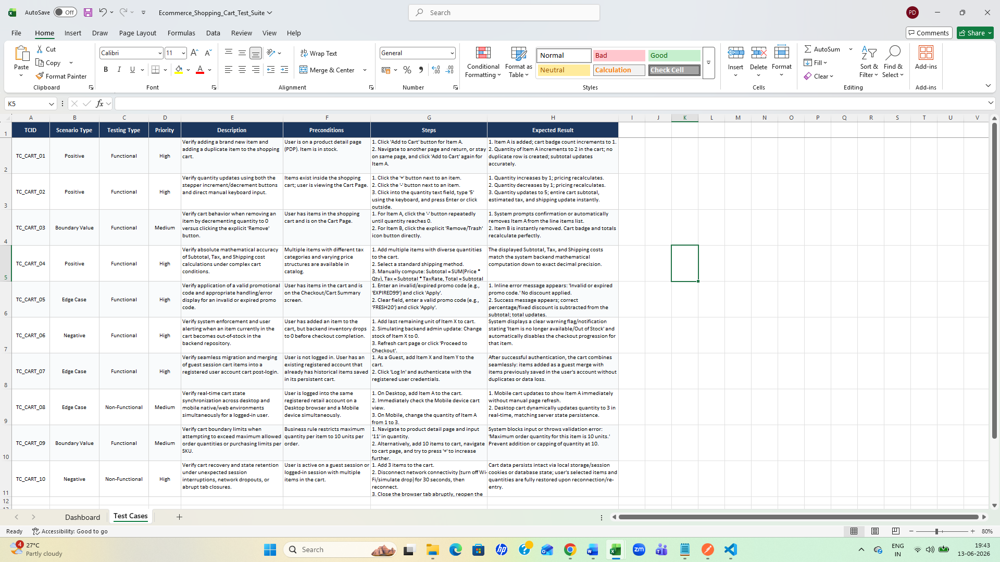 AutoSave Off Ecommerce_Shopping_Cart_Test_Suite Search PD
File Home Insert Draw Page Layout Formulas Data Review View Help Comments Share
Paste Cut Copy Format Painter Clipboard
Calibri 11 B I U A Font
Wrap Text Merge & Center Alignment
General % Number
Conditional Formatting Format as Table Normal Bad Good Neutral Calculation Check Cell Styles
Insert Delete Format Cells
AutoSum Fill Clear Sort & Filter Find & Select Editing
Add-ins Add-ins
K5 fx
A B C D E F G H I J K L M N O P Q R S T U V
1 TCID Scenario Type Testing Type Priority Description Preconditions Steps Expected Result
2 TC_CART_01 Positive Functional High
Verify adding a brand new item and
adding a duplicate item to the shopping
cart.
User is on a product detail page
(PDP). Item is in stock.
1. Click 'Add to Cart' button for Item A.
2. Navigate to another page and return, or stay
on same page, and click 'Add to Cart' again for
Item A.
1. Item A is added; cart badge count increments to 1.
2. Quantity of Item A increments to 2 in the cart; no
duplicate row is created; subtotal updates
accurately.
3 TC_CART_02 Positive Functional High
Verify quantity updates using both the
stepper increment/decrement buttons
and direct manual keyboard input.
Items exist inside the shopping
cart; user is viewing the Cart Page.
1. Click the '+' button next to an item.
2. Click the '-' button next to an item.
3. Click into the quantity text field, type '5'
using the keyboard, and press Enter or click
outside.
1. Quantity increases by 1; pricing recalculates.
2. Quantity decreases by 1; pricing recalculates.
3. Quantity updates to 5; entire cart subtotal,
estimated tax, and shipping update instantly.
4 TC_CART_03 Boundary Value Functional Medium
Verify cart behavior when removing an
item by decrementing quantity to 0
versus clicking the explicit 'Remove'
button.
User has items in the shopping
cart and is on the Cart Page.
1. For Item A, click the '-' button repeatedly
until quantity reaches 0.
2. For Item B, click the explicit 'Remove/Trash'
icon button directly.
1. System prompts confirmation or automatically
removes Item A from the line items list.
2. Item B is instantly removed. Cart badge and totals
recalculate perfectly.
5 TC_CART_04 Positive Functional High
Verify absolute mathematical accuracy
of Subtotal, Tax, and Shipping cost
calculations under complex cart
conditions.
Multiple items with different tax
categories and varying price
structures are available in
catalog.
1. Add multiple items with diverse quantities
to the cart.
2. Select a standard shipping method.
3. Manually compute: Subtotal = SUM(Price *
Qty), Tax = Subtotal * TaxRate, Total = Subtotal
The displayed Subtotal, Tax, and Shipping costs
match the system backend mathematical
computation down to exact decimal precision.
6 TC_CART_05 Edge Case Functional High
Verify application of a valid promotional
code and appropriate handling/error
display for an invalid or expired promo
code.
User has items in the cart and is
on the Checkout/Cart Summary
screen.
1. Enter an invalid/expired promo code (e.g.,
'EXPIRED99') and click 'Apply'.
2. Clear field, enter a valid promo code (e.g.,
'FRESH20') and click 'Apply'.
1. Inline error message appears: 'Invalid or expired
promo code.' No discount applied.
2. Success message appears; correct
percentage/fixed discount is subtracted from the
subtotal; total updates.
7 TC_CART_06 Negative Functional High
Verify system enforcement and user
alerting when an item currently in the
cart becomes out-of-stock in the
backend repository.
User has added an item to the
cart, but backend inventory drops
to 0 before checkout completion.
1. Add last remaining unit of Item X to cart.
2. Simulating backend admin update: Change
stock of Item X to 0.
3. Refresh cart page or click 'Proceed to
Checkout'.
System displays a clear warning flag/notification
stating 'Item is no longer available/Out of Stock' and
automatically disables the checkout progression for
that item.
8 TC_CART_07 Edge Case Functional High
Verify seamless migration and merging
of guest session cart items into a
registered user account cart post-login.
User is not logged in. User has an
existing registered account that
already has historical items saved
in its persistent cart.
1. As a Guest, add Item X and Item Y to the
cart.
2. Click 'Log In' and authenticate with the
registered user credentials.
After successful authentication, the cart combines
seamlessly: items added as a guest merge with
items previously saved in the user's account without
duplicates or data loss.
9 TC_CART_08 Edge Case Non-Functional Medium
Verify real-time cart state
synchronization across desktop and
mobile native/web environments
simultaneously for a logged-in user.
User is logged into the same
registered retail account on a
Desktop browser and a Mobile
device simultaneously.
1. On Desktop, add Item A to the cart.
2. Immediately check the Mobile device cart
view.
3. On Mobile, change the quantity of Item A
from 1 to 3.
1. Mobile cart updates to show Item A immediately
without manual page refresh.
2. Desktop cart dynamically updates quantity to 3 in
real-time, matching server state persistence.
10 TC_CART_09 Boundary Value Functional Medium
Verify cart boundary limits when
attempting to exceed maximum allowed
order quantities or purchasing limits per
SKU.
Business rule restricts maximum
quantity per item to 10 units per
order.
1. Navigate to product detail page and input
'11' in quantity.
2. Alternatively, add 10 items to cart, navigate
to cart page, and try to press '+' to increase
further.
System blocks input or throws validation error:
'Maximum order quantity for this item is 10 units.'
Prevent addition or capping of quantity at 10.
11 TC_CART_10 Negative Non-Functional High
Verify cart recovery and state retention
under unexpected session
interruptions, network dropouts, or
abrupt tab closures.
User is active on a guest session or
logged-in session with multiple
items in the cart.
1. Add 3 items to the cart.
2. Disconnect network connectivity (turn off Wi-
Fi/simulate drop) for 30 seconds, then
reconnect.
3. Close the browser tab abruptly, reopen the
Cart data persists intact via local storage/session
cookies or database state; user's selected items and
quantities are fully restored upon reconnection/re-
entry.
12
Dashboard Test Cases
Ready Accessibility: Good to go 80%
4 27°C
Partly cloudy
Search
hp zm
ENG
IN
19:43
13-06-2026